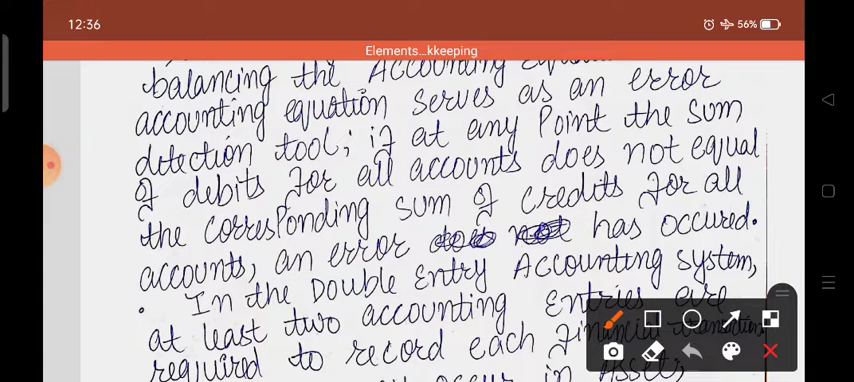 12:36
56%
Elements...kkeeping
balancing the Accounting
accounting equation serves as an error
detection tool; if at any Point the sum
of debits for all accounts does not equal
the corresponding sum of credits for all
accounts, an error has occured.
. In the Double Entry Accounting system,
at least two accounting Entries are
required to record each financial transaction
occur in Asset,